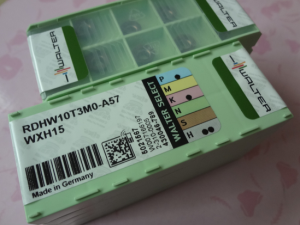 WALTER
WALTER
RDHW10T3M0-A57
WXH15
Made in Germany
WALTER SELECT
P
M
K
N
S
H